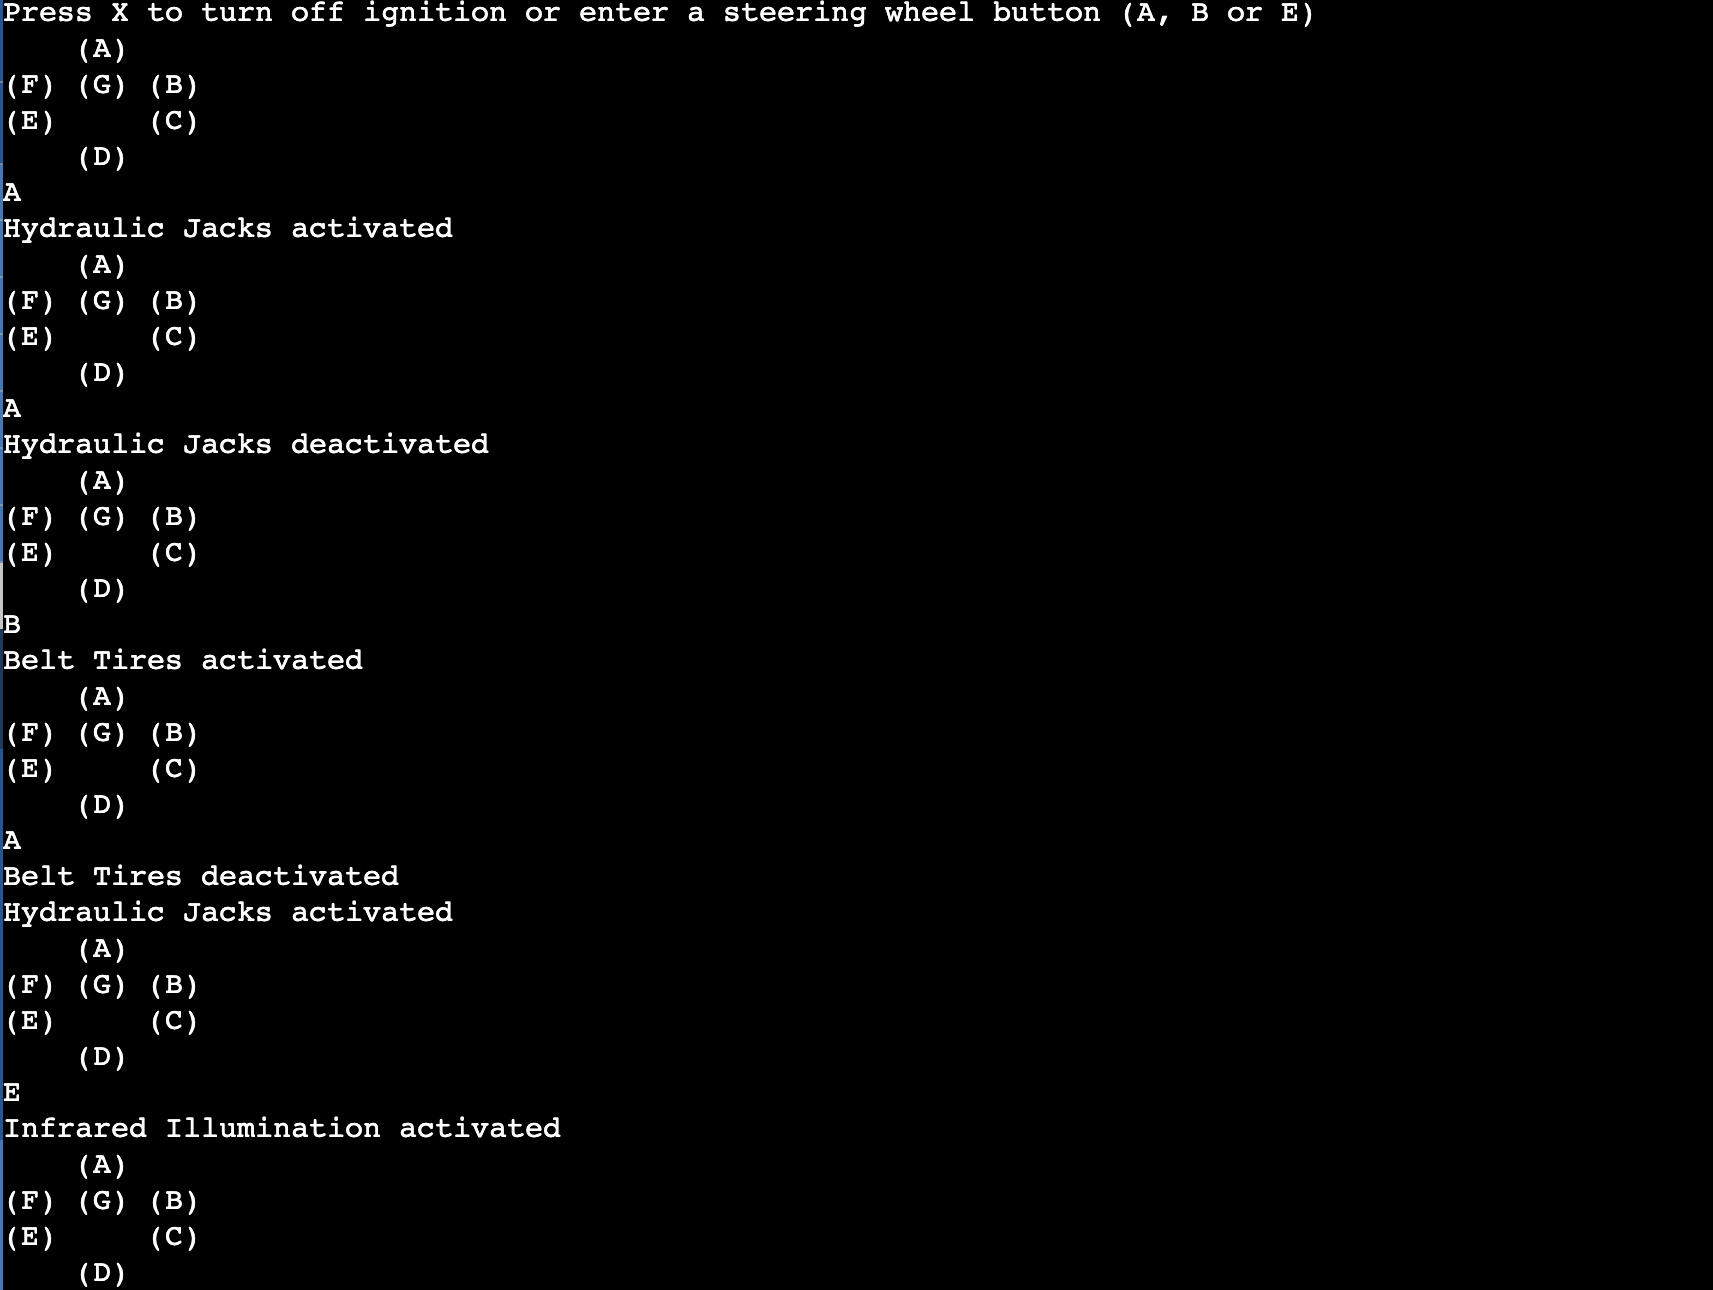 Press X to turn off ignition or enter a steering wheel button (A, B or E)
    (A)
(F) (G) (B)
(E)     (C)
    (D)
A
Hydraulic Jacks activated
    (A)
(F) (G) (B)
(E)     (C)
    (D)
A
Hydraulic Jacks deactivated
    (A)
(F) (G) (B)
(E)     (C)
    (D)
B
Belt Tires activated
    (A)
(F) (G) (B)
(E)     (C)
    (D)
A
Belt Tires deactivated
Hydraulic Jacks activated
    (A)
(F) (G) (B)
(E)     (C)
    (D)
E
Infrared Illumination activated
    (A)
(F) (G) (B)
(E)     (C)
    (D)